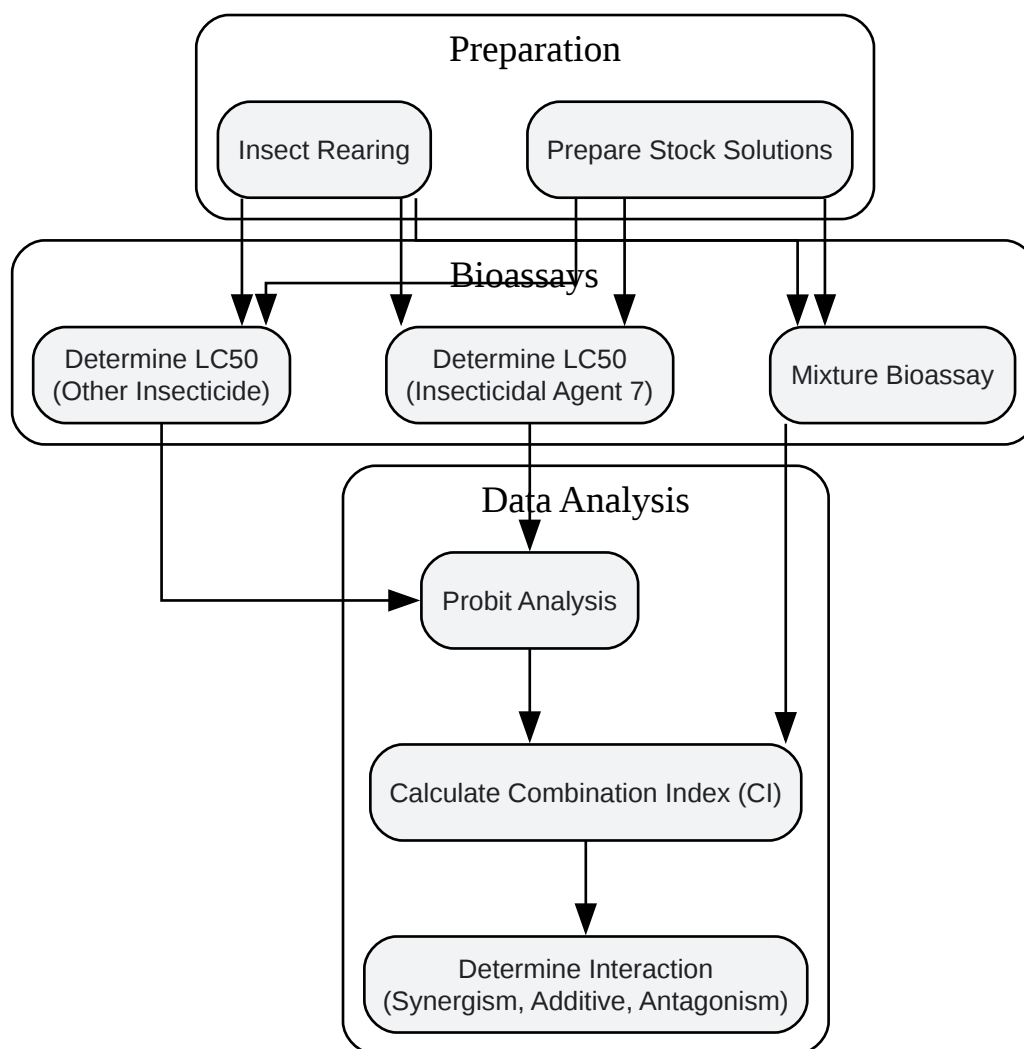 Preparation
Insect Rearing
Prepare Stock Solutions
Bioassays
Determine LC50
(Other Insecticide)
Determine LC50
(Insecticidal Agent 7)
Mixture Bioassay
Data Analysis
Probit Analysis
Calculate Combination Index (CI)
Determine Interaction
(Synergism, Additive, Antagonism)